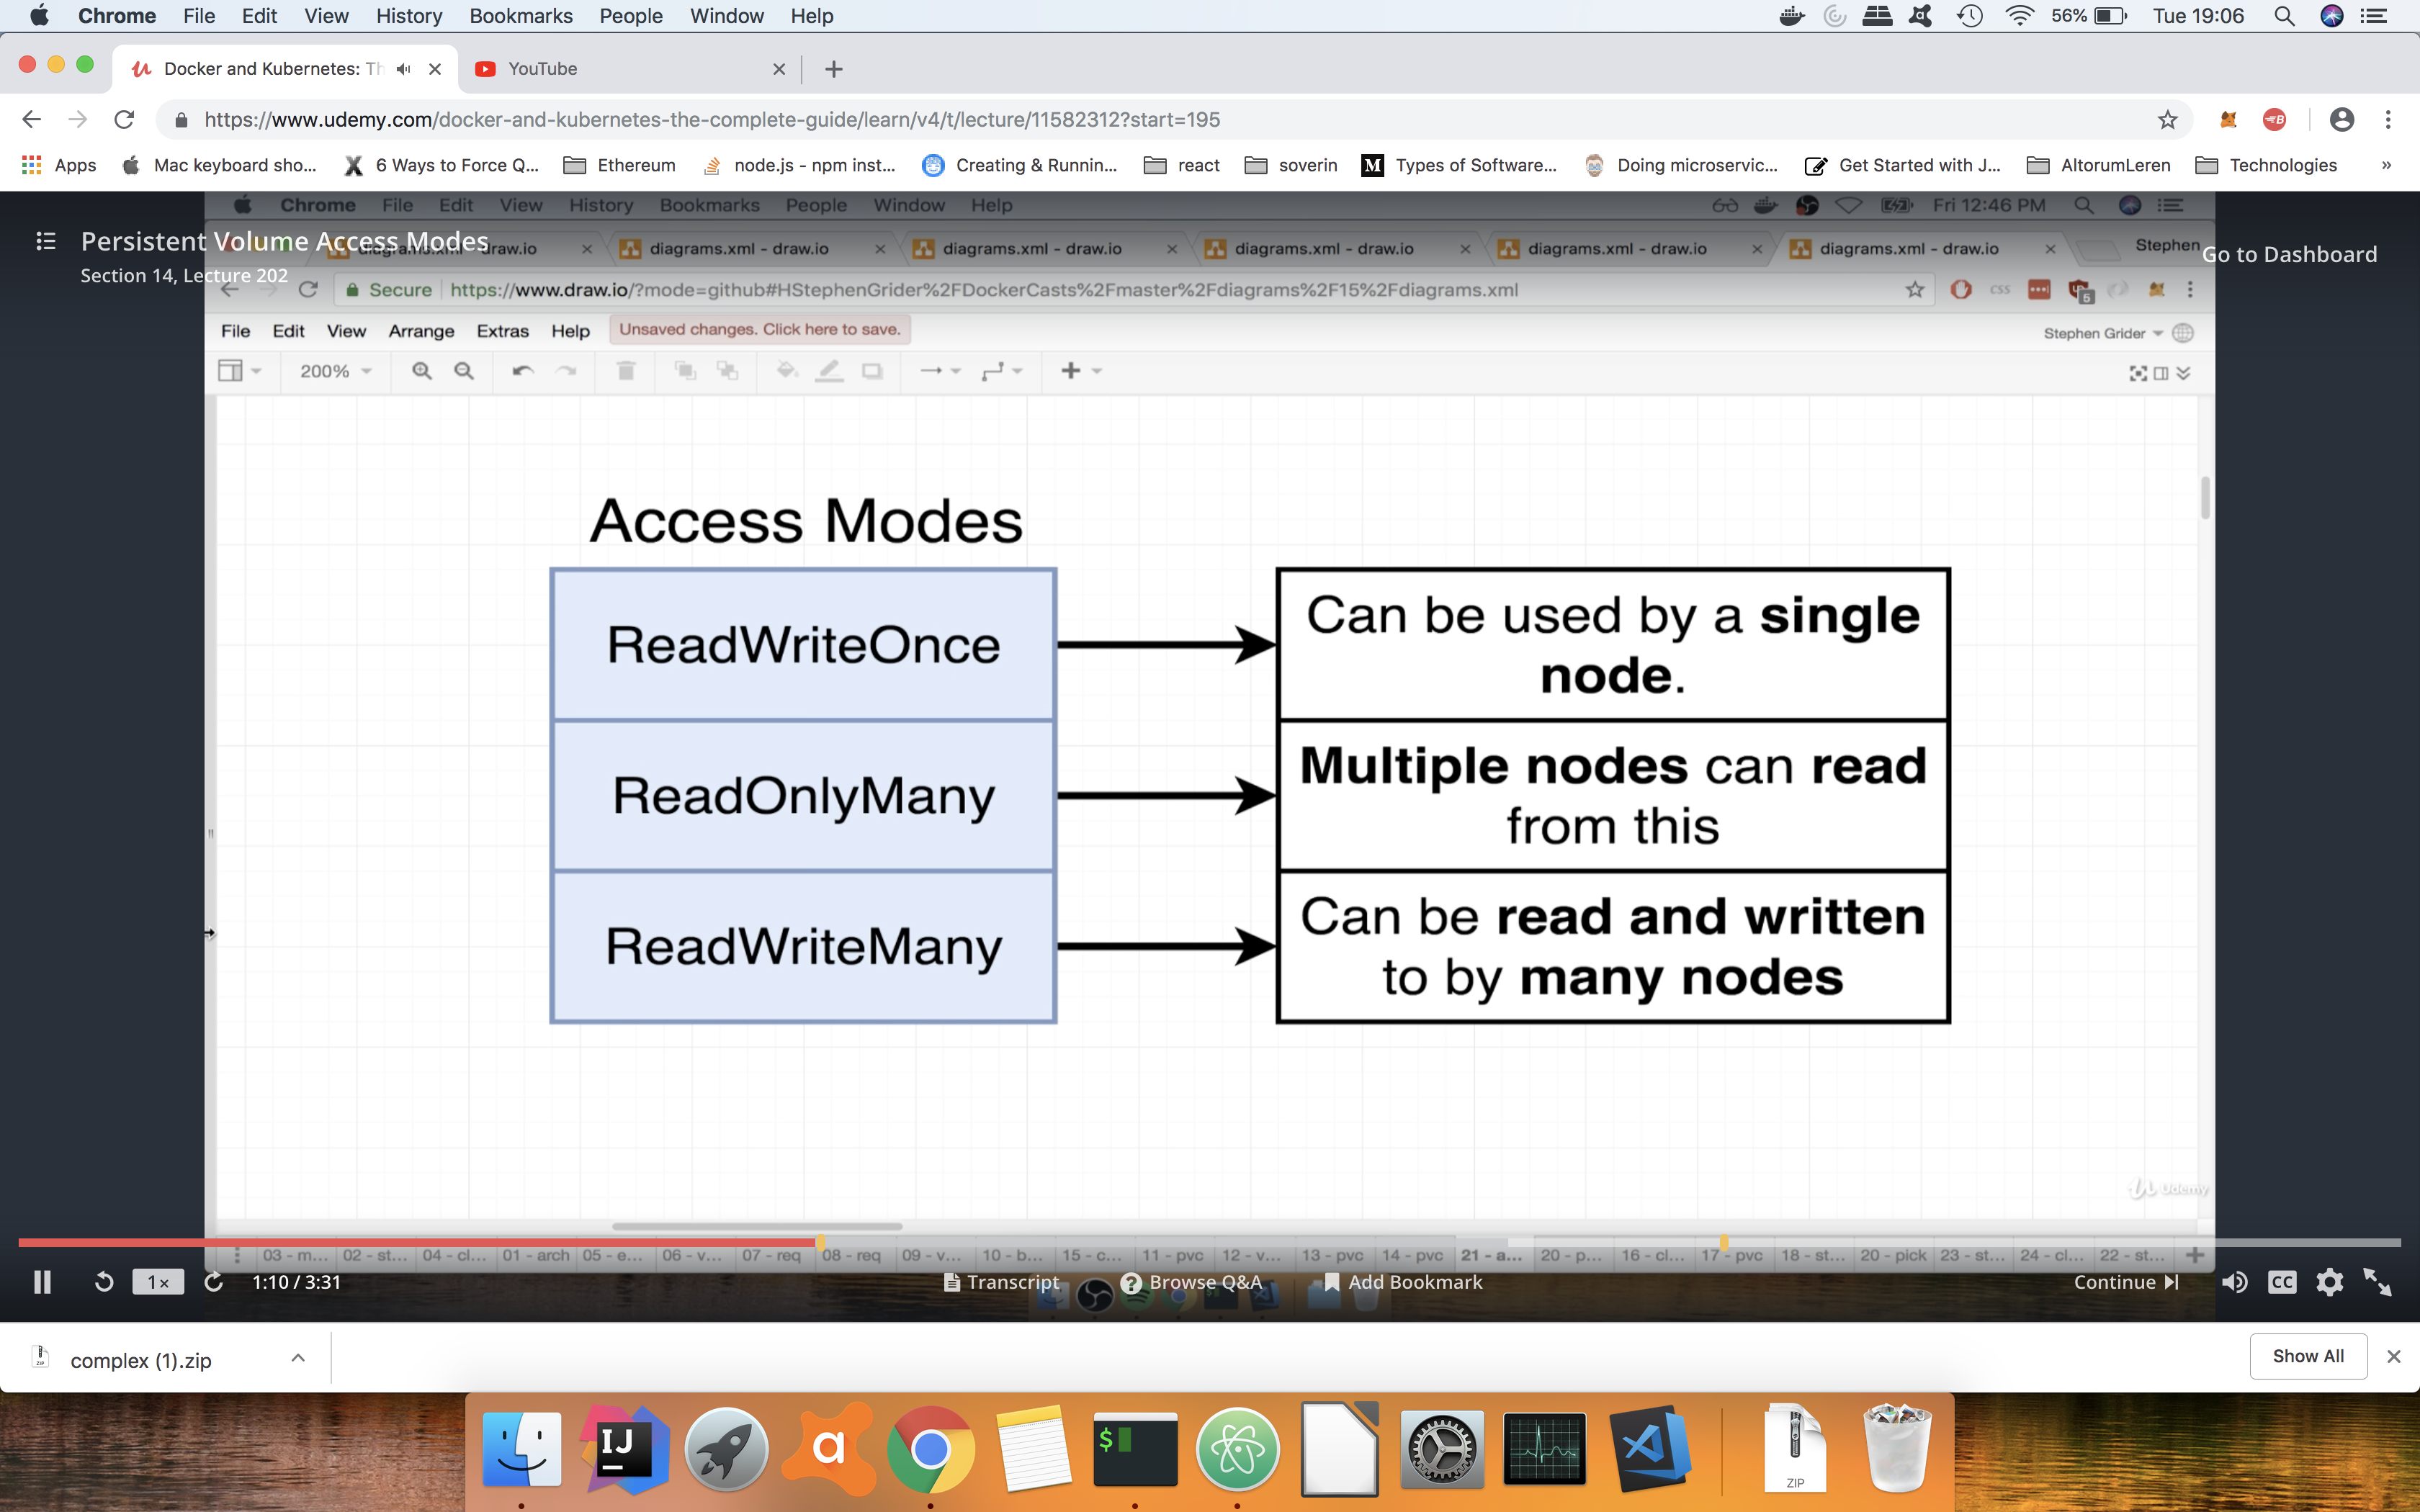 Chrome File Edit View History Bookmarks People Window Help 56% Tue 19:06
Docker and Kubernetes: Th YouTube
https://www.udemy.com/docker-and-kubernetes-the-complete-guide/learn/v4/t/lecture/11582312?start=195
Apps Mac keyboard sho... 6 Ways to Force Q... Ethereum node.js - npm inst... Creating & Runnin... react soverin Types of Software... Doing microservic... Get Started with J... AltorumLeren Technologies »
Chrome File Edit View History Bookmarks People Window Help Fri 12:46 PM
Persistent Volume Access Modes
diagrams.xml - draw.io diagrams.xml - draw.io diagrams.xml - draw.io diagrams.xml - draw.io diagrams.xml - draw.io diagrams.xml - draw.io Stephen
Go to Dashboard
Section 14, Lecture 202
Secure https://www.draw.io/?mode=github#HStephenGrider%2FDockerCasts%2Fmaster%2Fdiagrams%2F15%2Fdiagrams.xml CSS
File Edit View Arrange Extras Help Unsaved changes. Click here to save. Stephen Grider
200%
Access Modes
ReadWriteOnce
Can be used by a single
node.
ReadOnlyMany
Multiple nodes can read
from this
ReadWriteMany
Can be read and written
to by many nodes
Udemy
03 - m... 02 - st... 04 - cl... 01 - arch 05 - e... 06 - v... 07 - req 08 - req 09 - v... 10 - b... 15 - c... 11 - pvc 12 - v... 13 - pvc 14 - pvc 21 - a... 20 - p... 16 - cl... 17 - pvc 18 - st... 20 - pick 23 - st... 24 - cl... 22 - st...
1x 1:10 / 3:31 Transcript Browse Q&A Add Bookmark Continue CC
complex (1).zip Show All
IJ
a
$
ZIP